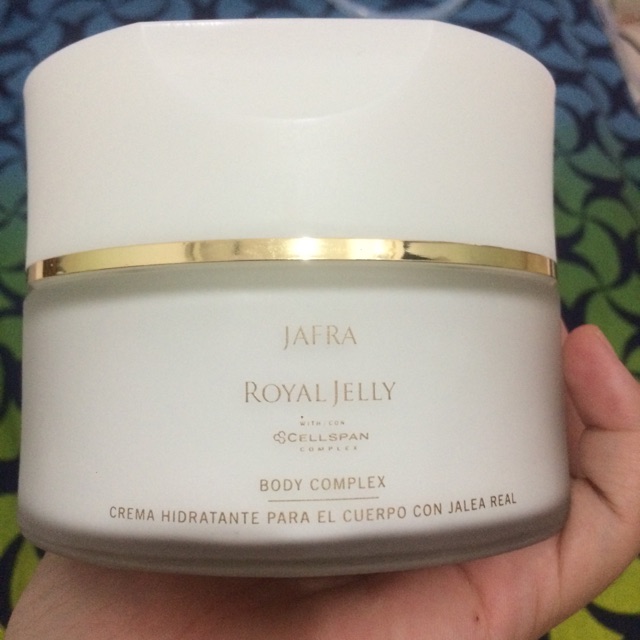 JAFRA
ROYAL JELLY
with/con
CELLSPAN
COMPLEX
BODY COMPLEX
CREMA HIDRATANTE PARA EL CUERPO CON JALEA REAL